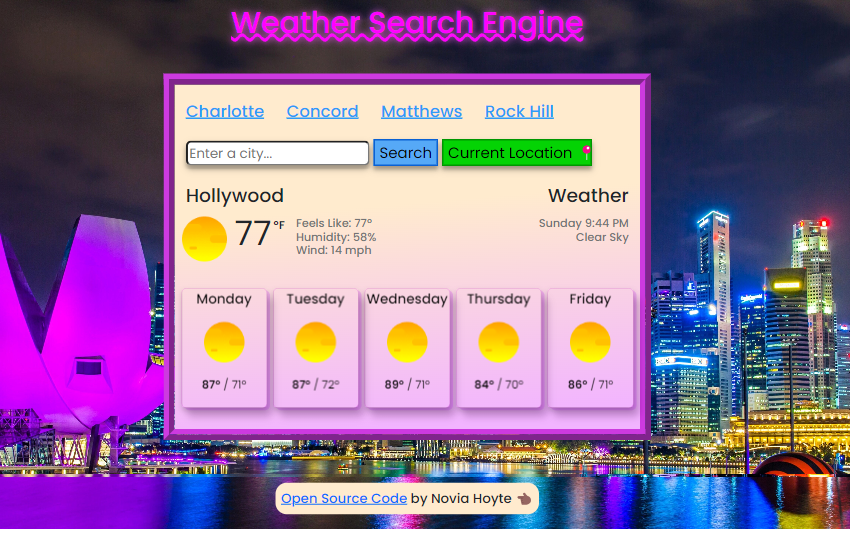 Weather Search Engine
Charlotte Concord Matthews Rock Hill
Enter a city... Search Current Location
Hollywood Weather
77 °F
Feels Like: 77°
Humidity: 58%
Wind: 14 mph
Sunday 9:44 PM
Clear Sky
Monday Tuesday Wednesday Thursday Friday
87° / 71° 87° / 72° 89° / 71° 84° / 70° 86° / 71°
Open Source Code by Novia Hoyte